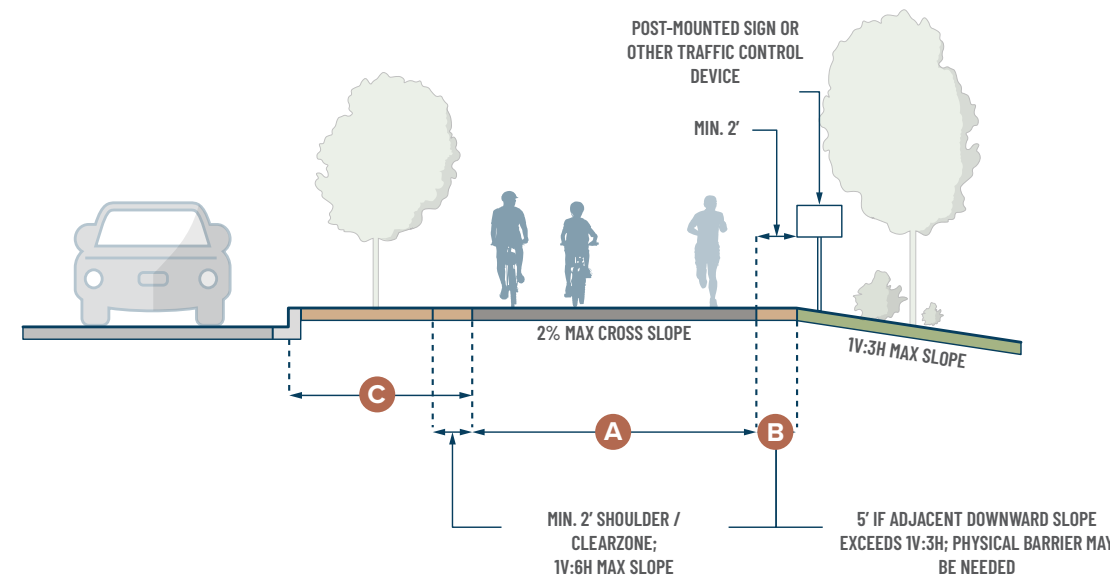 POST-MOUNTED SIGN OR
OTHER TRAFFIC CONTROL
DEVICE
MIN. 2'
2% MAX CROSS SLOPE
1V:3H MAX SLOPE
C
A
B
MIN. 2' SHOULDER /
CLEARZONE;
1V:6H MAX SLOPE
5' IF ADJACENT DOWNWARD SLOPE
EXCEEDS 1V:3H; PHYSICAL BARRIER MAY
BE NEEDED